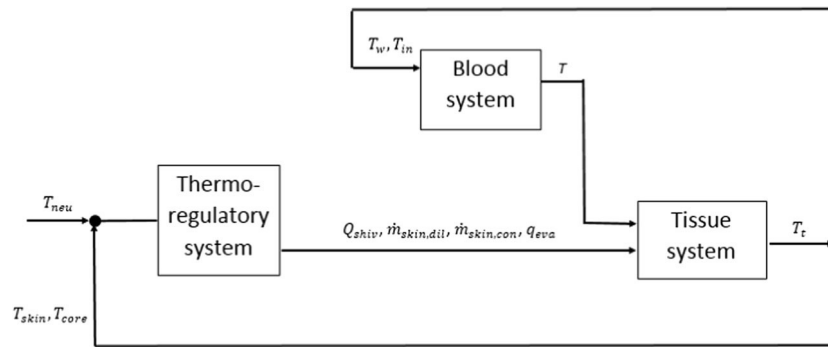 T_w, T_in
Blood
system
T
T_neu
Thermo-
regulatory
system
Q_shiv, ṁ_skin,dil, ṁ_skin,con, q_eva
Tissue
system
T_t
T_skin, T_core